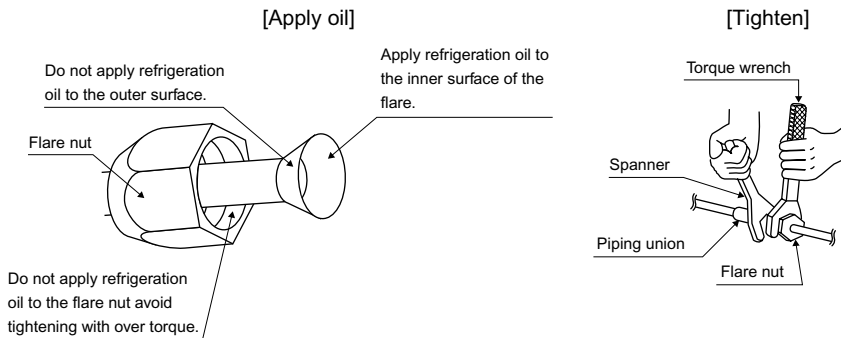 [Apply oil]
Do not apply refrigeration
oil to the outer surface.
Apply refrigeration oil to
the inner surface of the
flare.
Flare nut
Do not apply refrigeration
oil to the flare nut avoid
tightening with over torque.
[Tighten]
Torque wrench
Spanner
Piping union
Flare nut